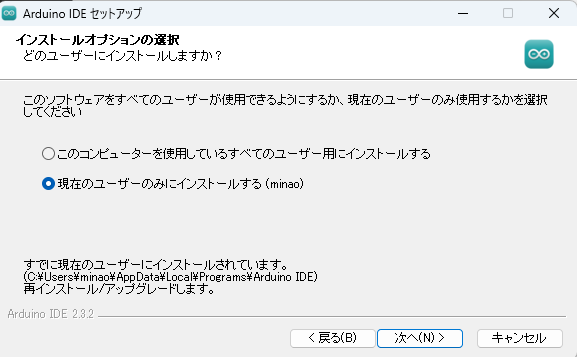 Arduino IDE セットアップ
インストールオプションの選択
どのユーザーにインストールしますか？
このソフトウェアをすべてのユーザーが使用できるようにするか、現在のユーザーのみ使用するかを選択
してください
このコンピューターを使用しているすべてのユーザー用にインストールする
現在のユーザーのみにインストールする (minao)
すでに現在のユーザーにインストールされています。
(C:¥Users¥minao¥AppData¥Local¥Programs¥Arduino IDE)
再インストール/アップグレードします。
Arduino IDE 2.3.2
< 戻る(B)
次へ(N) >
キャンセル